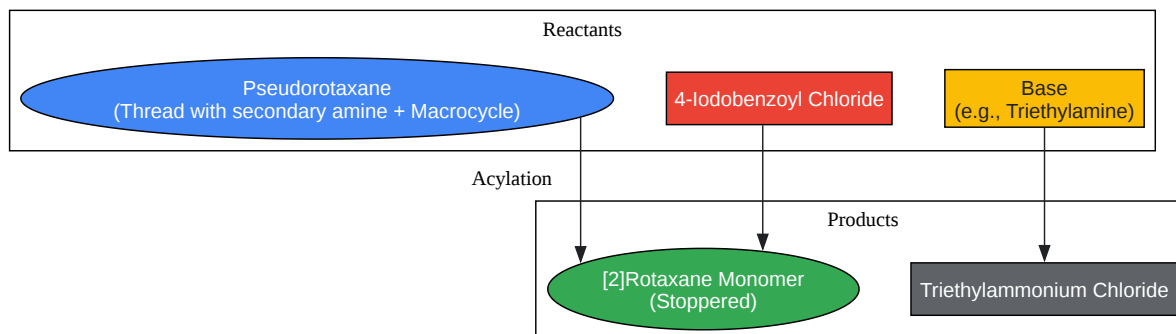 Reactants
Pseudorotaxane
(Thread with secondary amine + Macrocycle)
4-Iodobenzoyl Chloride
Base
(e.g., Triethylamine)
Acylation
Products
[2]Rotaxane Monomer
(Stoppered)
Triethylammonium Chloride